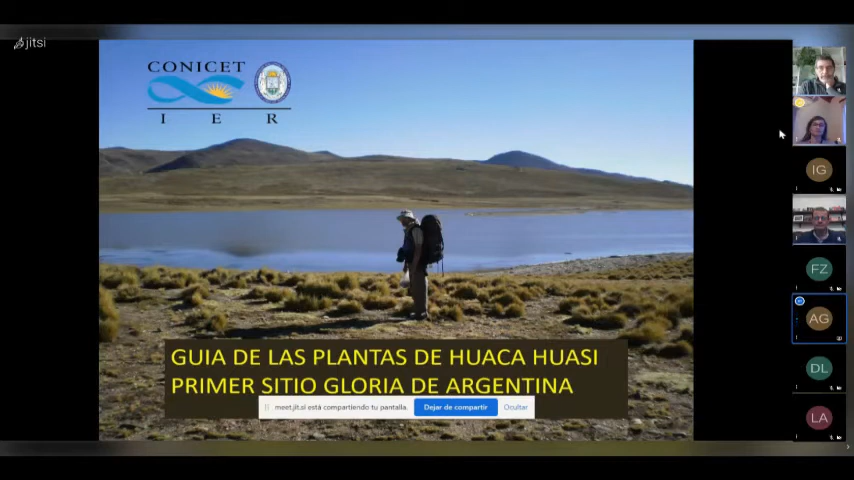 jitsi
CONICET
I E R
GUIA DE LAS PLANTAS DE HUACA HUASI
PRIMER SITIO GLORIA DE ARGENTINA
meet.jit.si está compartiendo tu pantalla.
Dejar de compartir
Ocultar
IG
FZ
AG
DL
LA